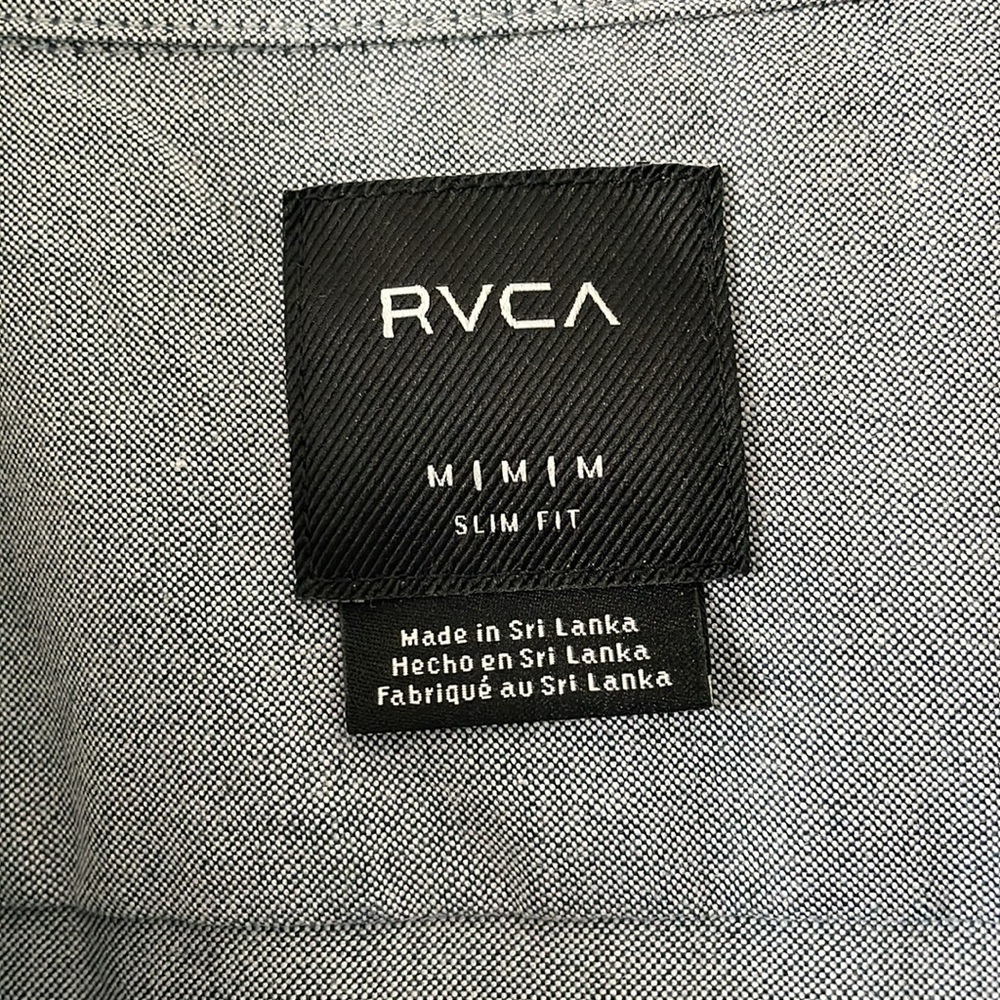 RVCA
M | M | M
SLIM FIT
Made in Sri Lanka
Hecho en Sri Lanka
Fabriqué au Sri Lanka